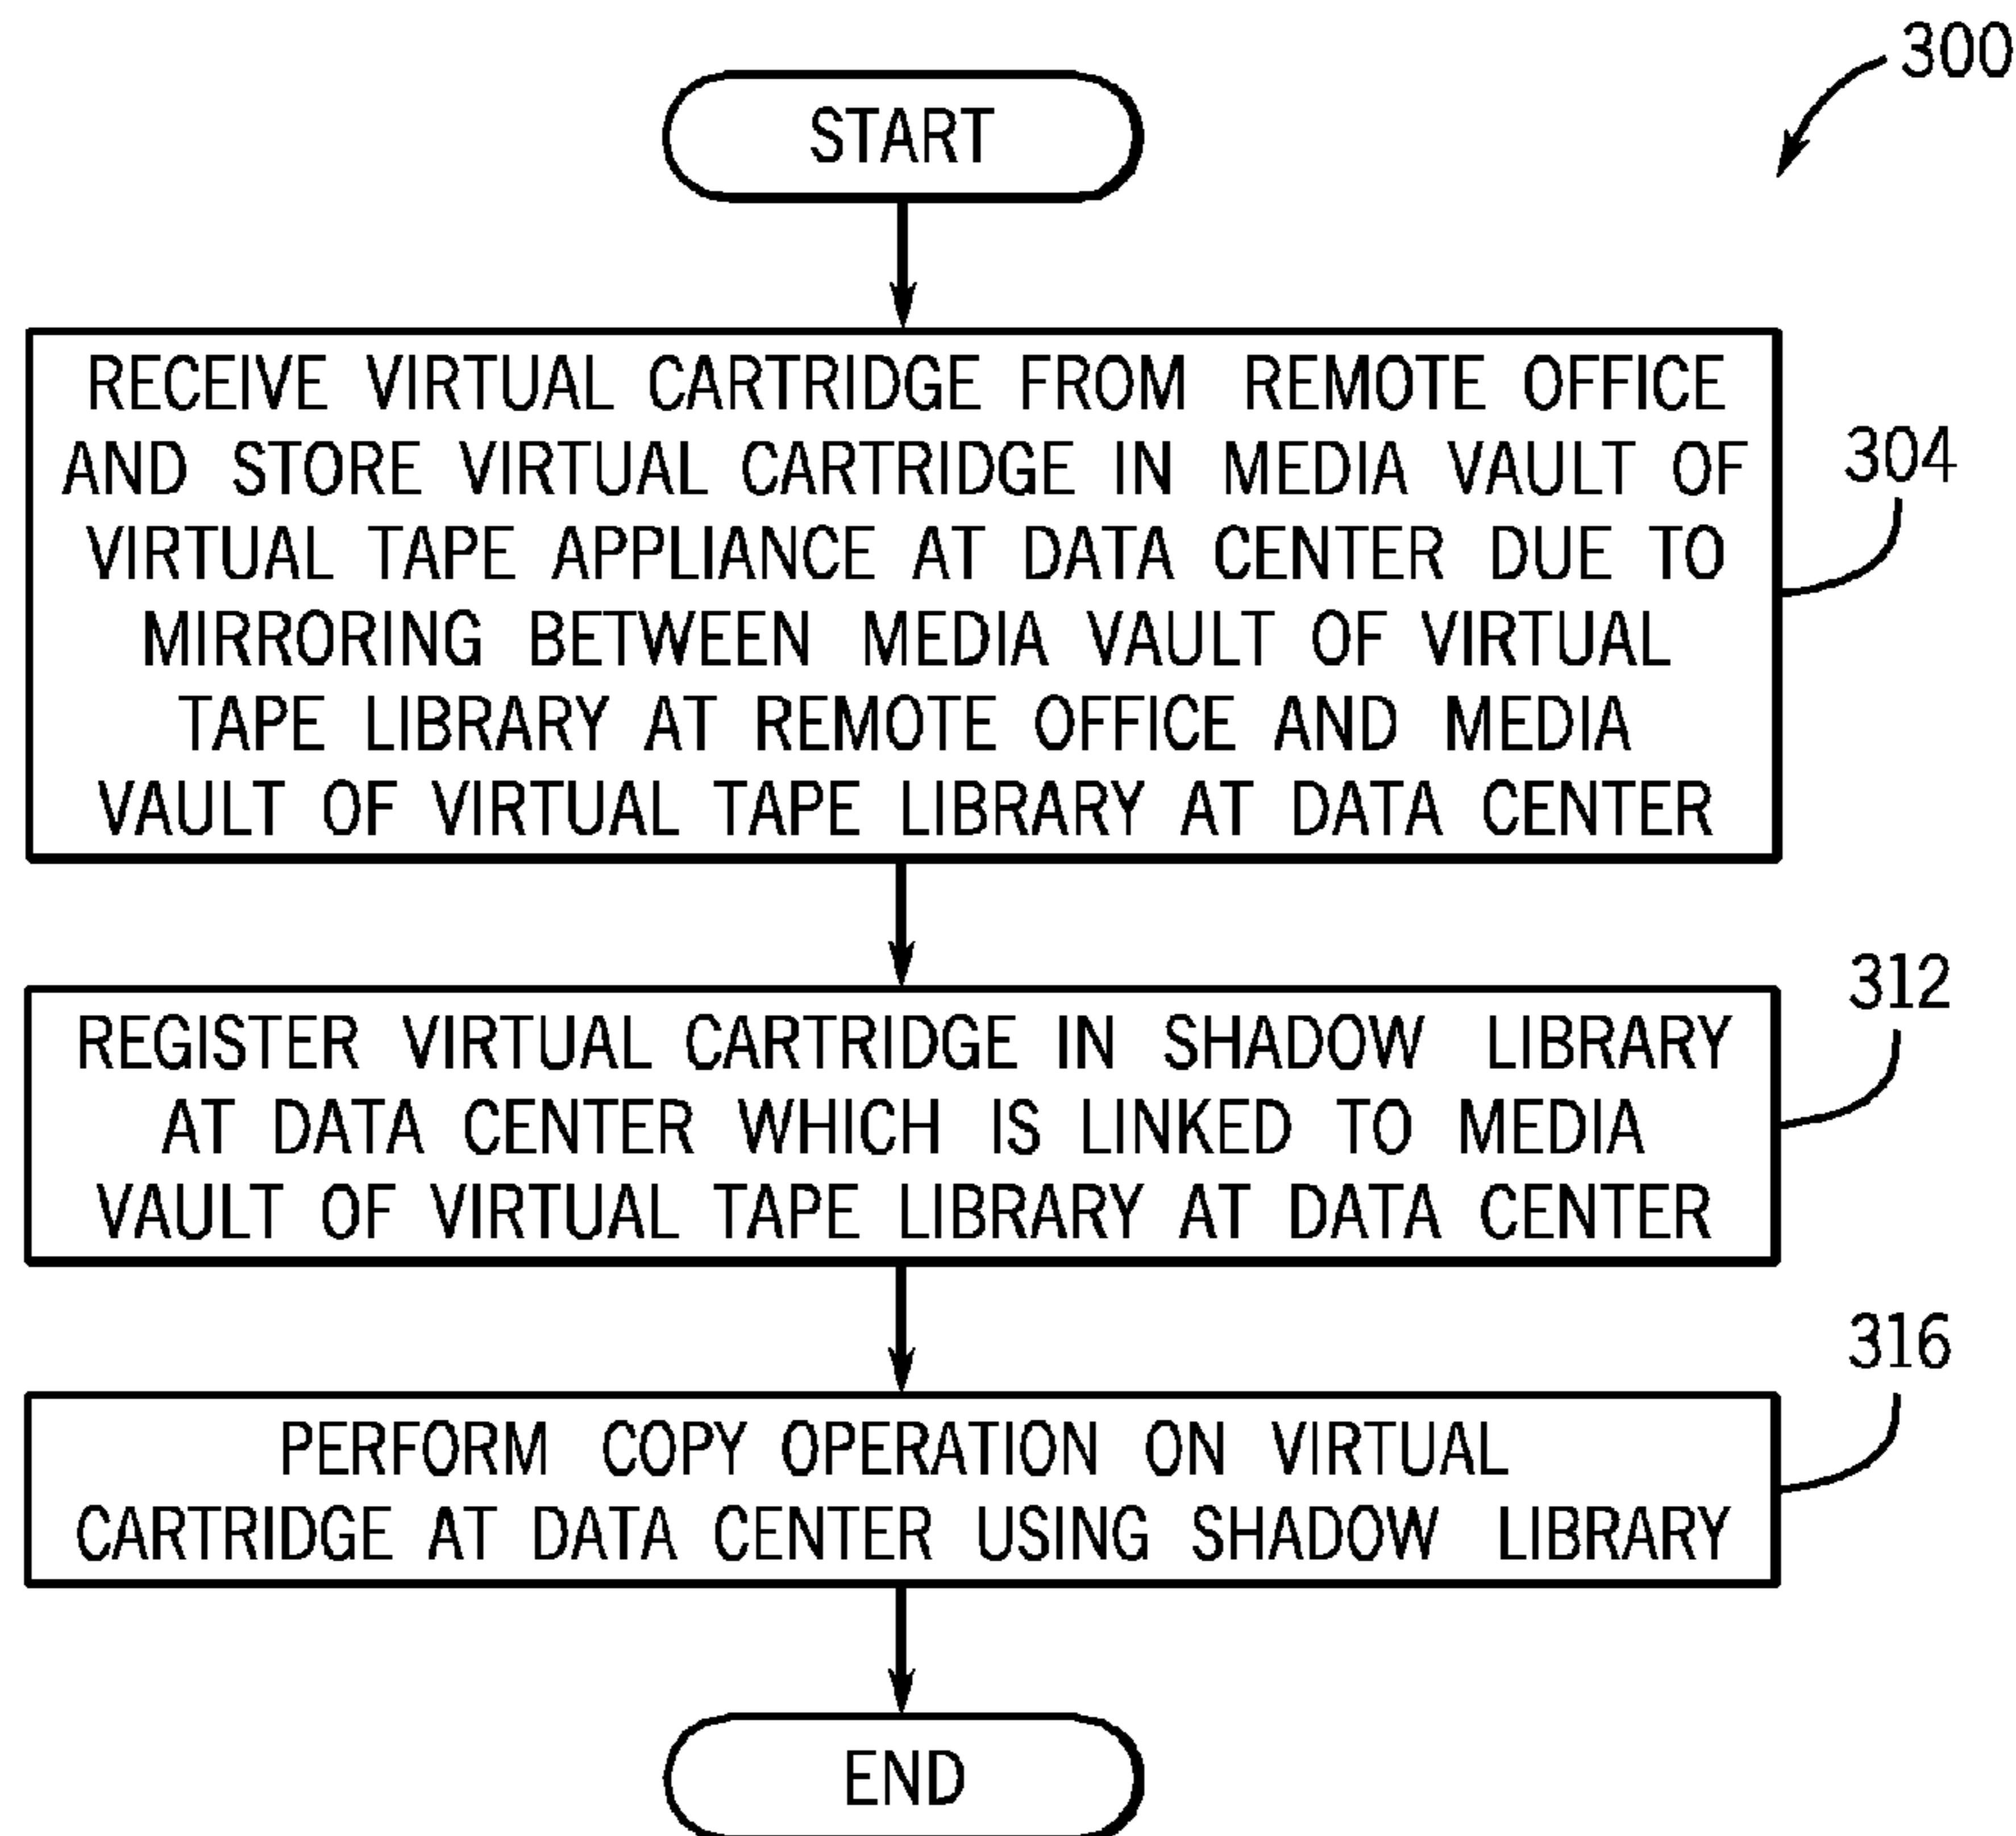 300
START
RECEIVE VIRTUAL CARTRIDGE FROM REMOTE OFFICE
AND STORE VIRTUAL CARTRIDGE IN MEDIA VAULT OF
VIRTUAL TAPE APPLIANCE AT DATA CENTER DUE TO
MIRRORING BETWEEN MEDIA VAULT OF VIRTUAL
TAPE LIBRARY AT REMOTE OFFICE AND MEDIA
VAULT OF VIRTUAL TAPE LIBRARY AT DATA CENTER
304
REGISTER VIRTUAL CARTRIDGE IN SHADOW LIBRARY
AT DATA CENTER WHICH IS LINKED TO MEDIA
VAULT OF VIRTUAL TAPE LIBRARY AT DATA CENTER
312
PERFORM COPY OPERATION ON VIRTUAL
CARTRIDGE AT DATA CENTER USING SHADOW LIBRARY
316
END